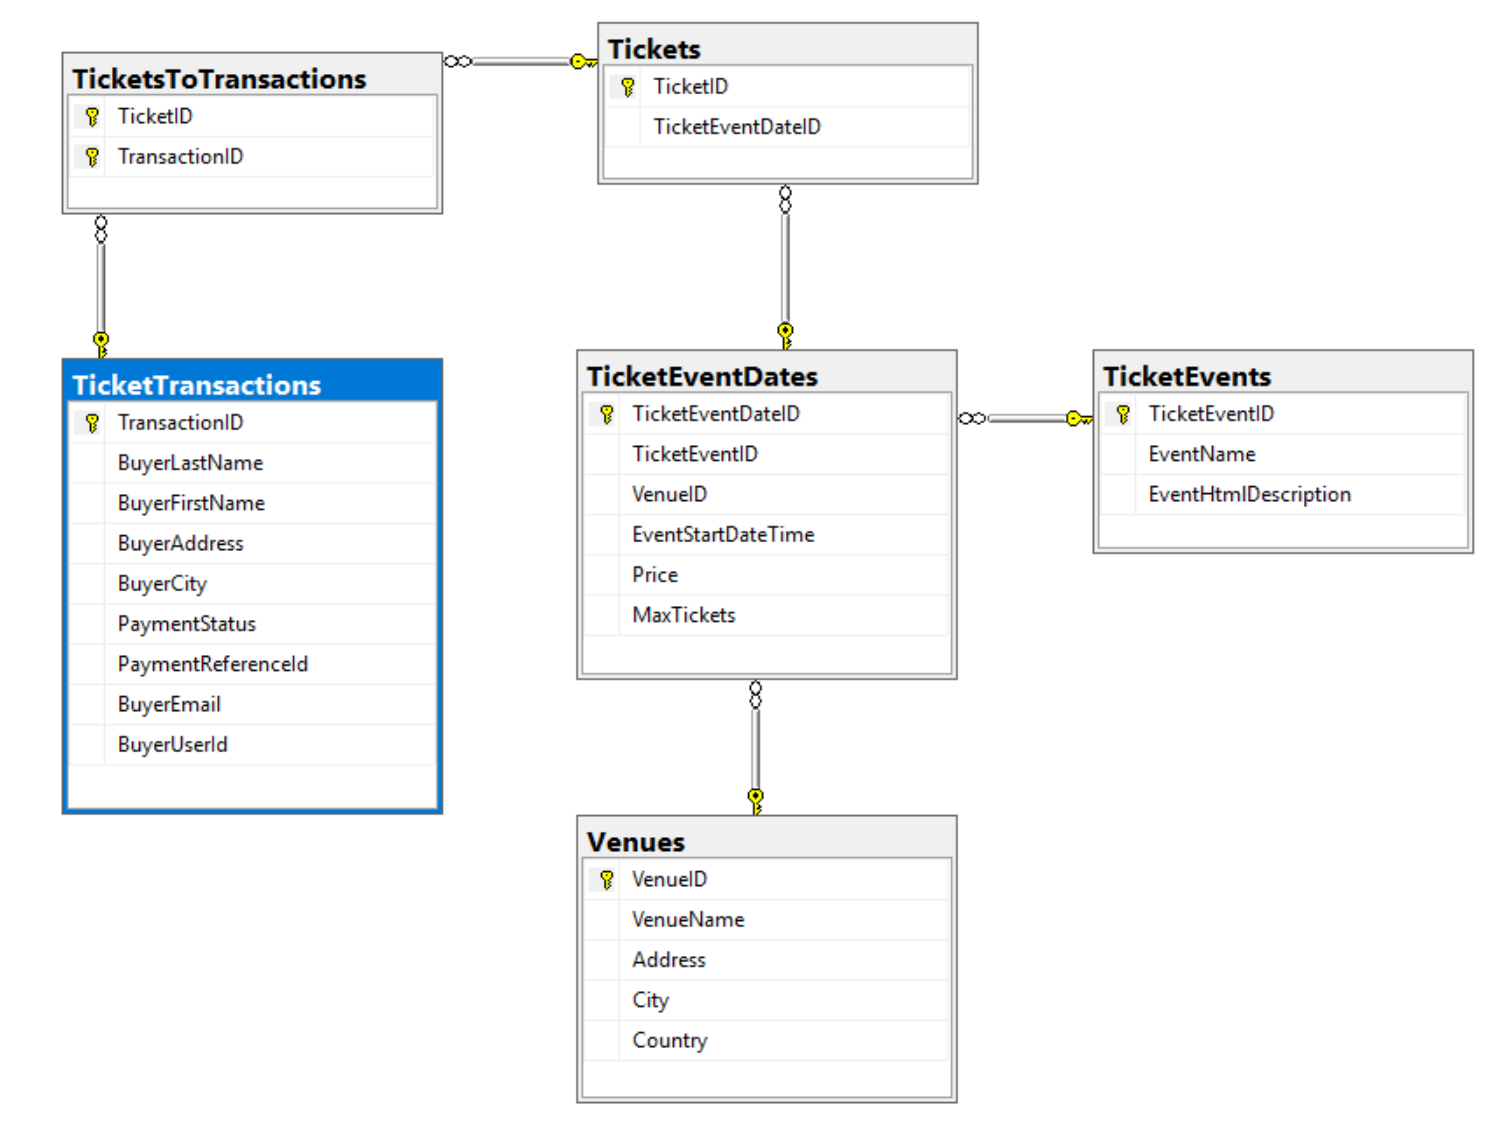 TicketsToTransactions
TicketID
TransactionID
Tickets
TicketID
TicketEventDateID
TicketTransactions
TransactionID
BuyerLastName
BuyerFirstName
BuyerAddress
BuyerCity
PaymentStatus
PaymentReferenceId
BuyerEmail
BuyerUserId
TicketEventDates
TicketEventDateID
TicketEventID
VenueID
EventStartDateTime
Price
MaxTickets
TicketEvents
TicketEventID
EventName
EventHtmlDescription
Venues
VenueID
VenueName
Address
City
Country